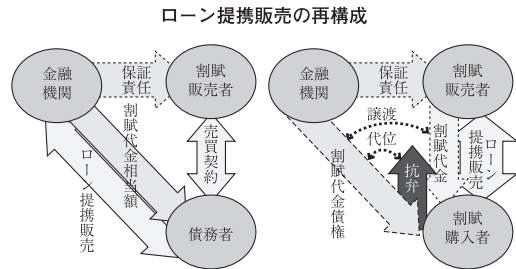 ローン提携販売の再構成
金融
機関
保証
責任
割賦
販売者
割賦代金相当額
ローン提携販売
売買契約
債務者
金融
機関
保証
責任
割賦
販売者
譲渡
代位
割賦代金
割賦代金債権
抗弁
ローン
提携販売
割賦
購入者